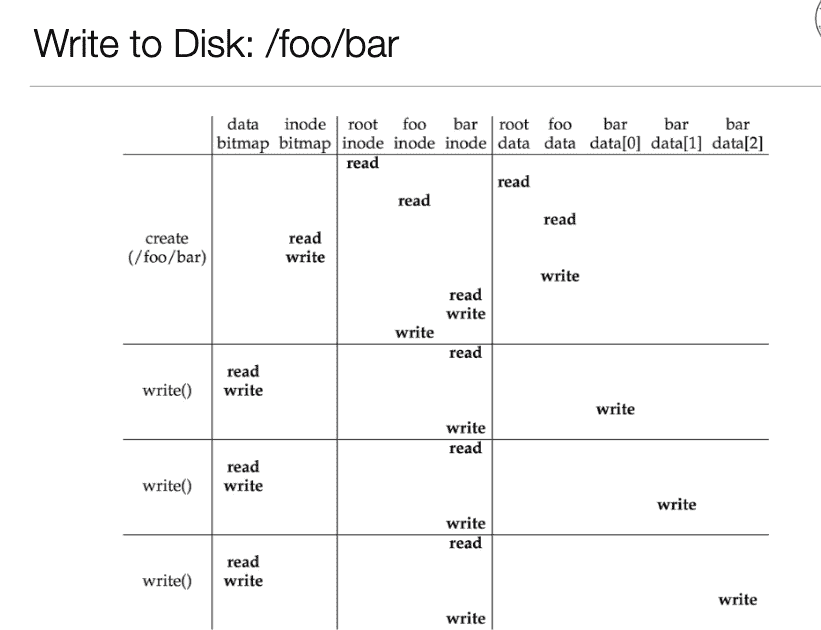 Write to Disk: /foo/bar
data inode root foo bar root foo bar bar bar
bitmap bitmap inode inode inode data data data[0] data[1] data[2]
read
read
read
read
create read
(/foo/bar) write
write
read
write
write
read
read
write() write
write
write
read
read
write() write
write
write
read
read
write() write
write
write